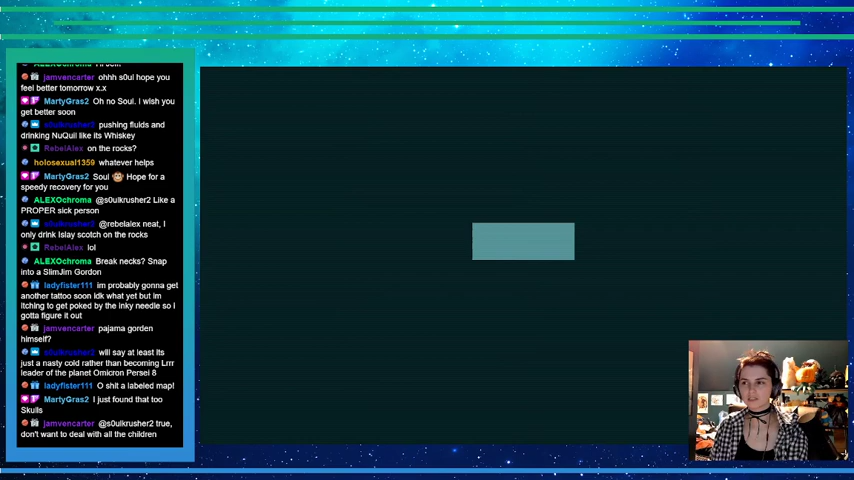 ALEXOchroma
jamvencarter ohhh s0ul hope you
feel better tomorrow x.x
MartyGras2 Oh no Soul. I wish you
get better soon
s0ulkrusher2 pushing fluids and
drinking NuQuil like its Whiskey
RebelAlex on the rocks?
holosexual1359 whatever helps
MartyGras2 Soul Hope for a
speedy recovery for you
ALEXOchroma @s0ulkrusher2 Like a
PROPER sick person
s0ulkrusher2 @rebelalex neat, I
only drink Islay scotch on the rocks
RebelAlex lol
ALEXOchroma Break necks? Snap
into a SlimJim Gordon
ladyfister111 im probably gonna get
another tattoo soon Idk what yet but im
itching to get poked by the inky needle so I
gotta figure it out
jamvencarter pajama gorden
himself?
s0ulkrusher2 will say at least its
just a nasty cold rather than becoming Lrrr
leader of the planet Omicron Persei 8
ladyfister111 O shit a labeled map!
MartyGras2 I just found that too
Skulls
jamvencarter @s0ulkrusher2 true,
don't want to deal with all the children